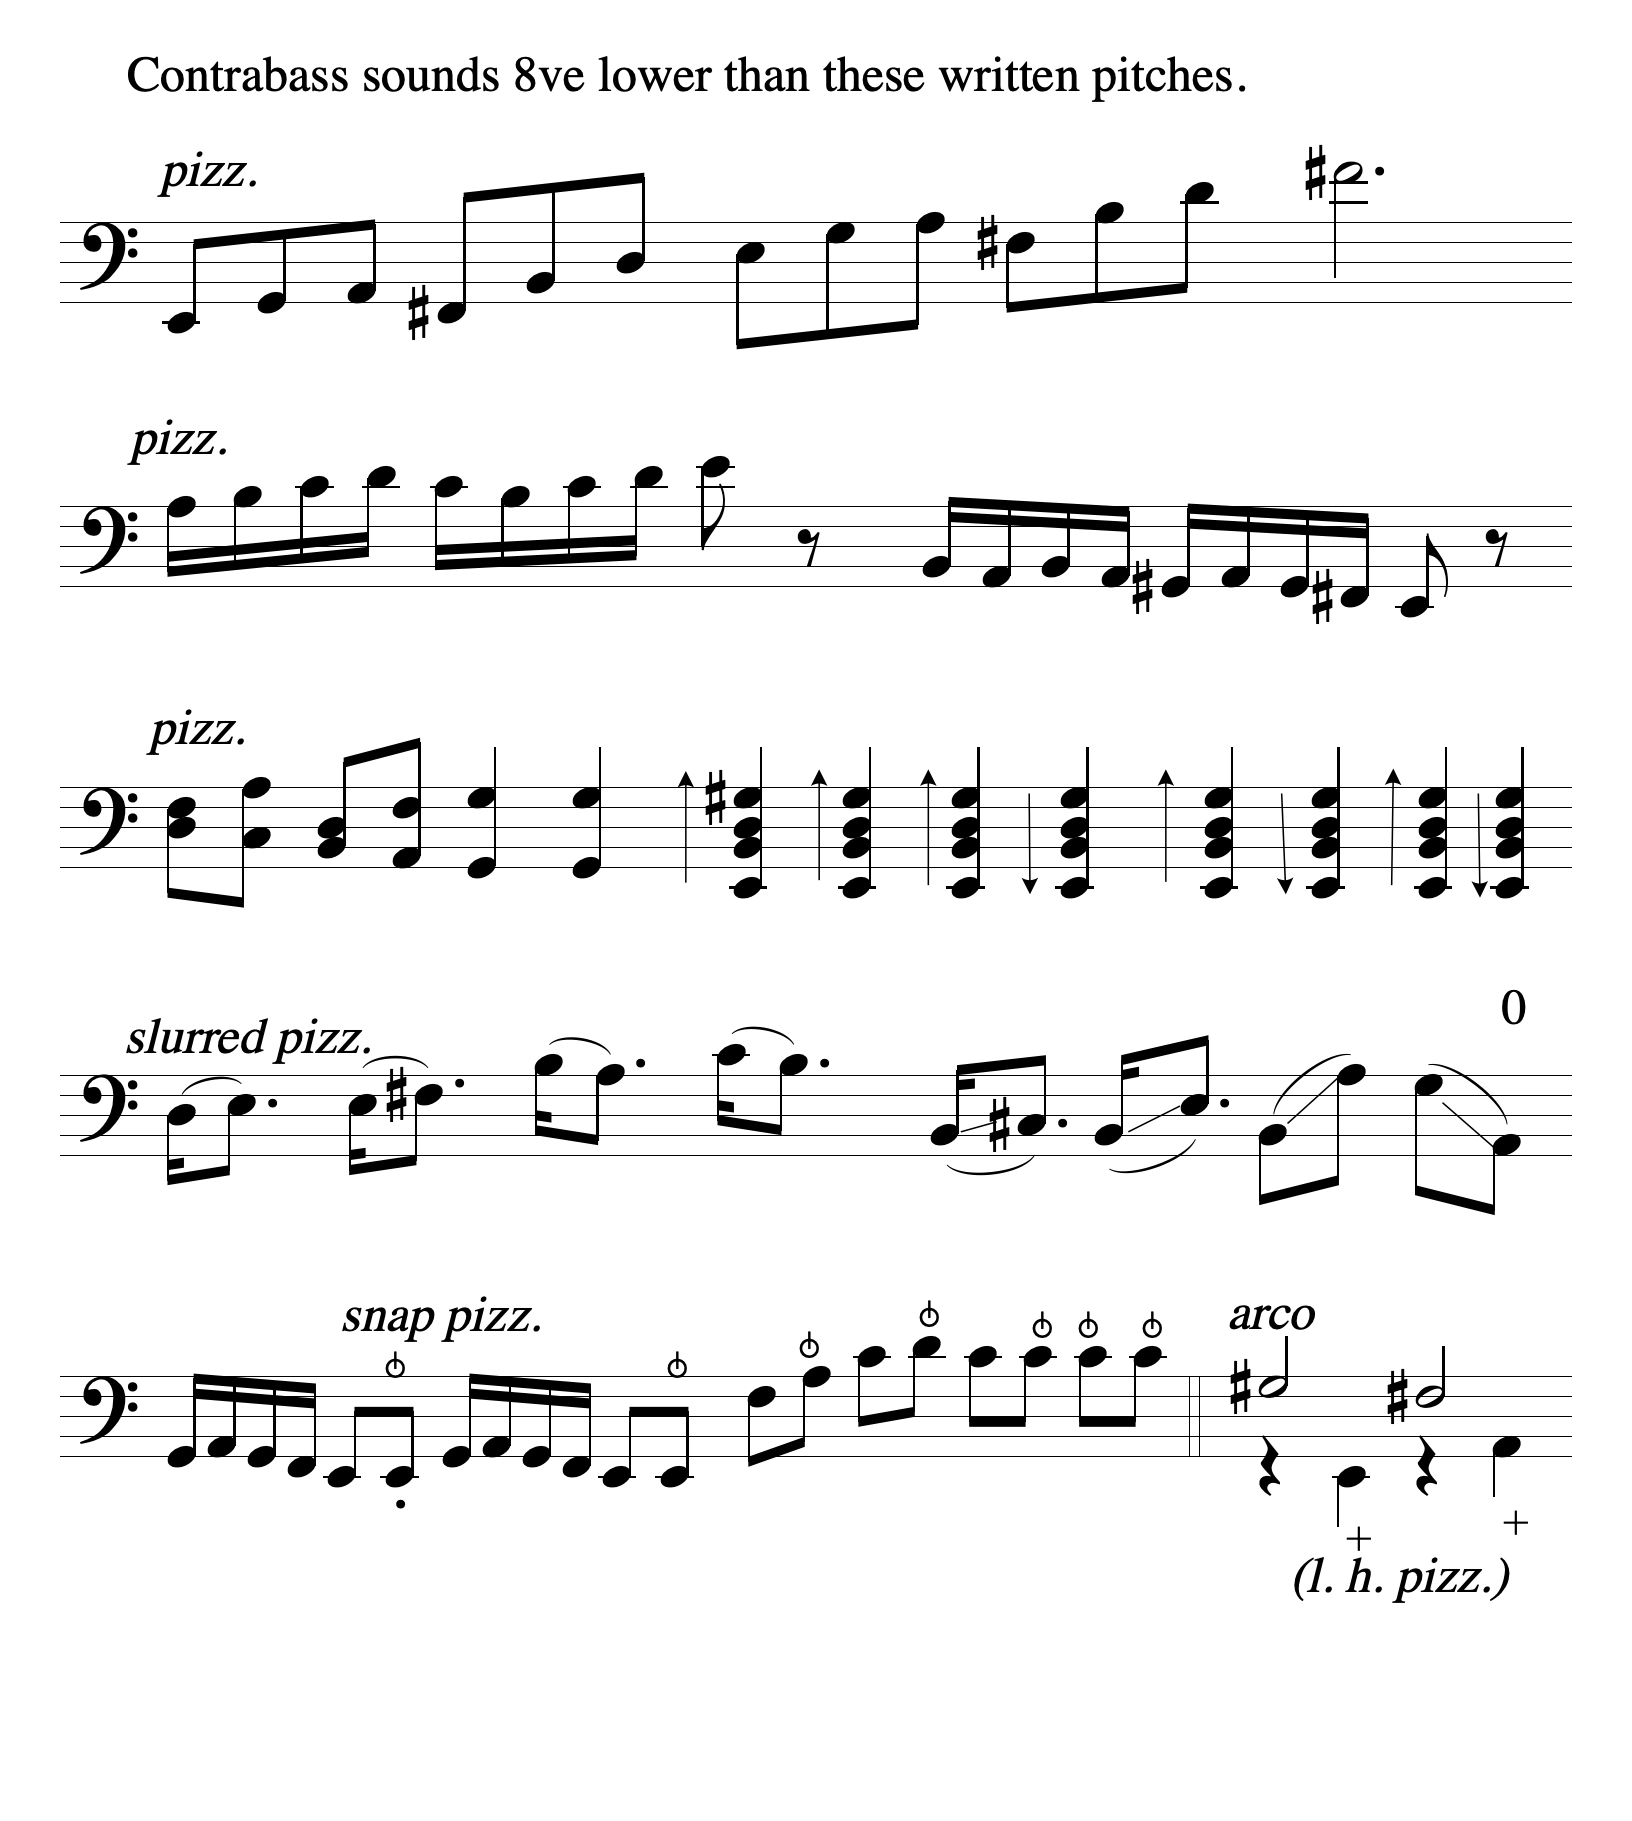 Contrabass sounds 8ve lower than these written pitches.
pizz.
pizz.
pizz.
slurred pizz.
0
snap pizz.
arco
(l. h. pizz.)